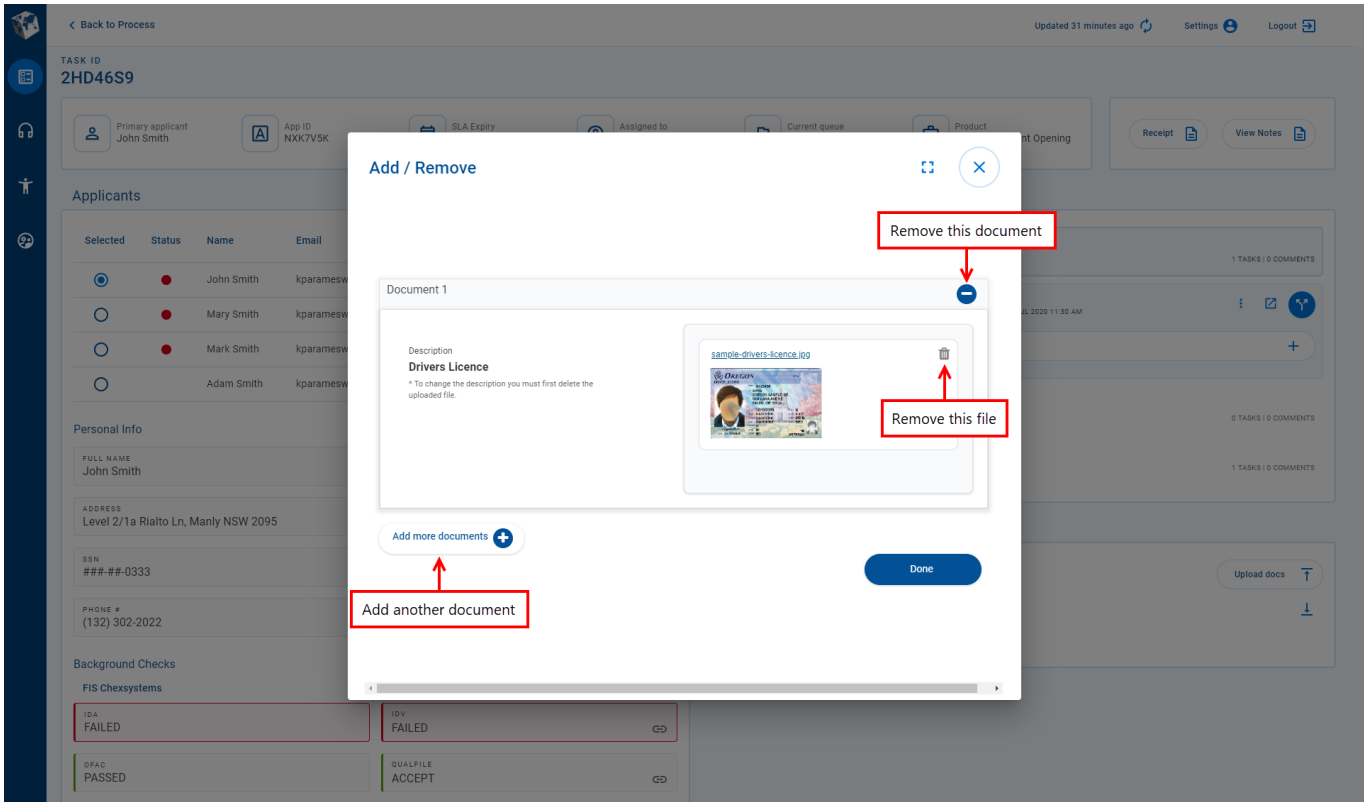 Back to Process
Updated 31 minutes ago
Settings
Logout
TASK ID
2HD46S9
Primary applicant
John Smith
App ID
NXK7V5K
SLA Expiry
Assigned to
Current queue
Product
nt Opening
Receipt
View Notes
Applicants
Selected Status Name Email
John Smith kparamesw
Mary Smith kparamesw
Mark Smith kparamesw
Adam Smith kparamesw
Personal Info
FULL NAME
John Smith
ADDRESS
Level 2/1a Rialto Ln, Manly NSW 2095
SSN
###-##-0333
PHONE #
(132) 302-2022
Background Checks
FIS Chexsystems
IDA
FAILED
IDV
FAILED
OFAC
PASSED
QUALIFILE
ACCEPT
Add / Remove
Remove this document
Document 1
Description
Drivers Licence
* To change the description you must first delete the
uploaded file.
sample-drivers-licence.jpg
OREGON
Remove this file
Add more documents
Done
Add another document
1 TASKS | 0 COMMENTS
JL 2020 11:30 AM
0 TASKS | 0 COMMENTS
1 TASKS | 0 COMMENTS
Upload docs